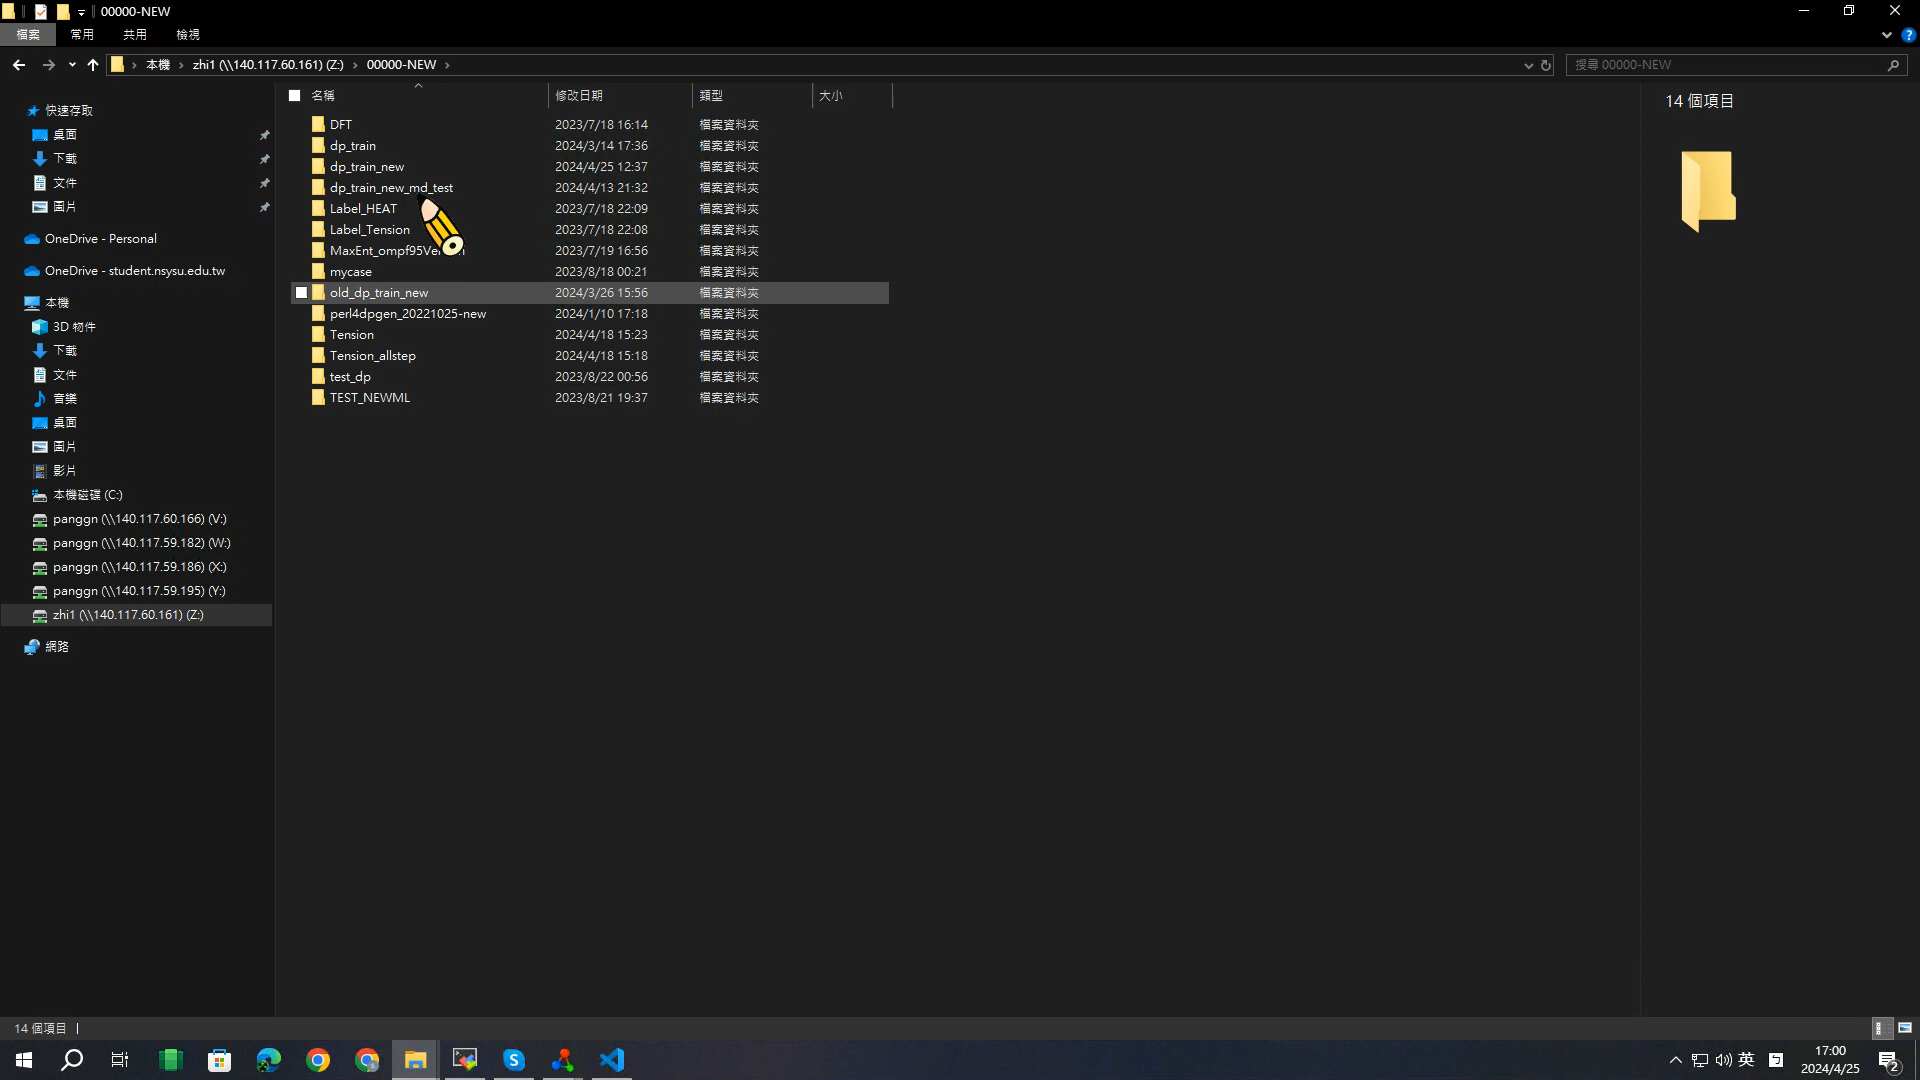 00000-NEW
檔案 常用 共用 檢視
本機 zhi1 (\\140.117.60.161) (Z:) 00000-NEW
搜尋 00000-NEW
快速存取
桌面
下載
文件
圖片
OneDrive - Personal
OneDrive - student.nsysu.edu.tw
本機
3D 物件
下載
文件
音樂
桌面
圖片
影片
本機磁碟 (C:)
panggn (\\140.117.60.166) (V:)
panggn (\\140.117.59.182) (W:)
panggn (\\140.117.59.186) (X:)
panggn (\\140.117.59.195) (Y:)
zhi1 (\\140.117.60.161) (Z:)
網路
名稱 修改日期 類型 大小
DFT 2023/7/18 16:14 檔案資料夾
dp_train 2024/3/14 17:36 檔案資料夾
dp_train_new 2024/4/25 12:37 檔案資料夾
dp_train_new_md_test 2024/4/13 21:32 檔案資料夾
Label_HEAT 2023/7/18 22:09 檔案資料夾
Label_Tension 2023/7/18 22:08 檔案資料夾
2023/7/19 16:56 檔案資料夾
mycase 2023/8/18 00:21 檔案資料夾
old_dp_train_new 2024/3/26 15:56 檔案資料夾
perl4dpgen_20221025-new 2024/1/10 17:18 檔案資料夾
Tension 2024/4/18 15:23 檔案資料夾
Tension_allstep 2024/4/18 15:18 檔案資料夾
test_dp 2023/8/22 00:56 檔案資料夾
TEST_NEWML 2023/8/21 19:37 檔案資料夾
14 個項目
14 個項目
英
17:00
2024/4/25
2